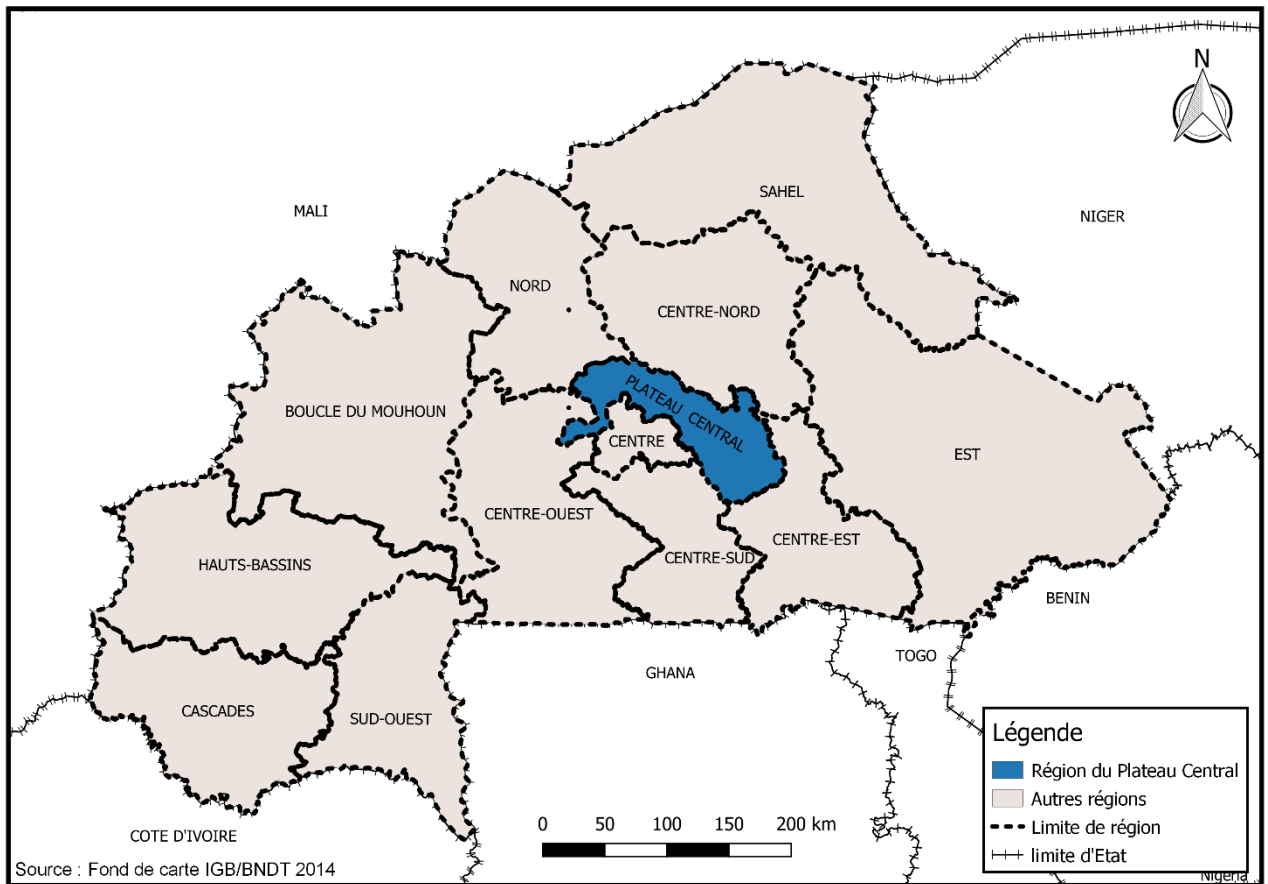 N
SAHEL
MALI
NIGER
NORD
CENTRE-NORD
PLATEAU CENTRAL
BOUCLE DU MOUHOUN
CENTRE
EST
CENTRE-OUEST
CENTRE-EST
CENTRE-SUD
HAUTS-BASSINS
BENIN
TOGO
GHANA
CASCADES
SUD-OUEST
Légende
Région du Plateau Central
Autres régions
Limite de région
limite d'Etat
0 50 100 150 200 km
COTE D'IVOIRE
Source : Fond de carte IGB/BNDT 2014
Nigeria